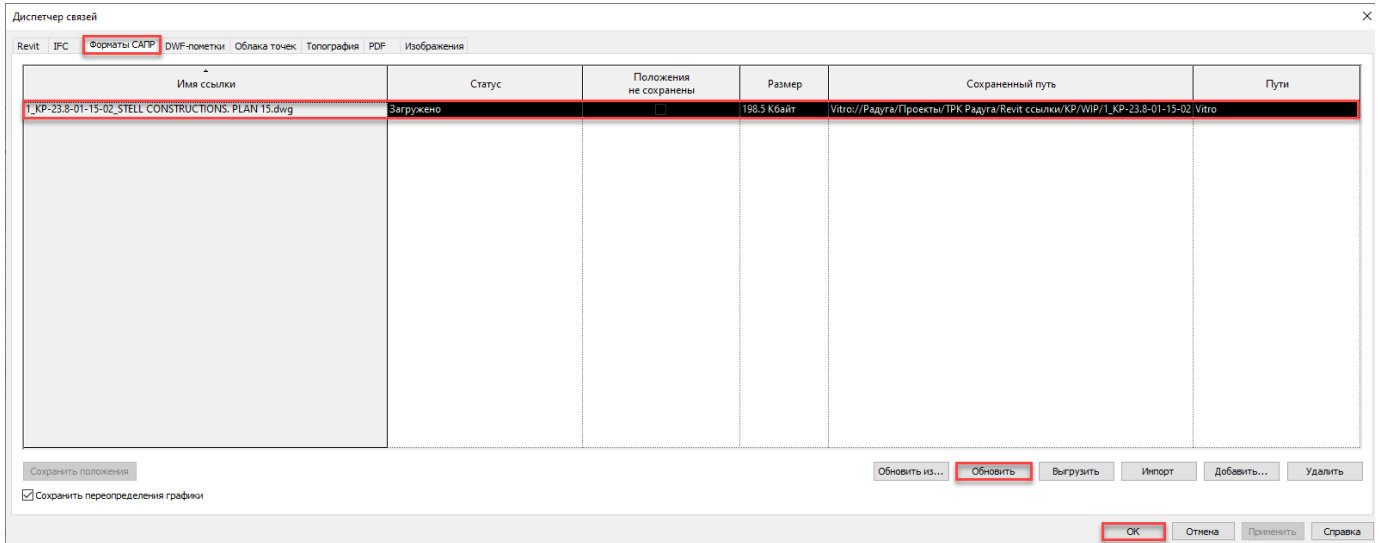 Диспетчер связей
Revit IFC Форматы САПР DWF-пометки Облака точек Топография PDF Изображения
Имя ссылки Статус Положения не сохранены Размер Сохраненный путь Пути
1_KP-23.8-01-15-02_STELL CONSTRUCTIONS. PLAN 15.dwg Загружено 198.5 Кбайт Vitro://Радуга/Проекты/ТРК Радуга/Revit ссылки/КР/WIP/1_KP-23.8-01-15-02 Vitro
Сохранить положения Обновить из... Обновить Выгрузить Импорт Добавить... Удалить
Сохранить переопределения графики
ОК Отмена Применить Справка